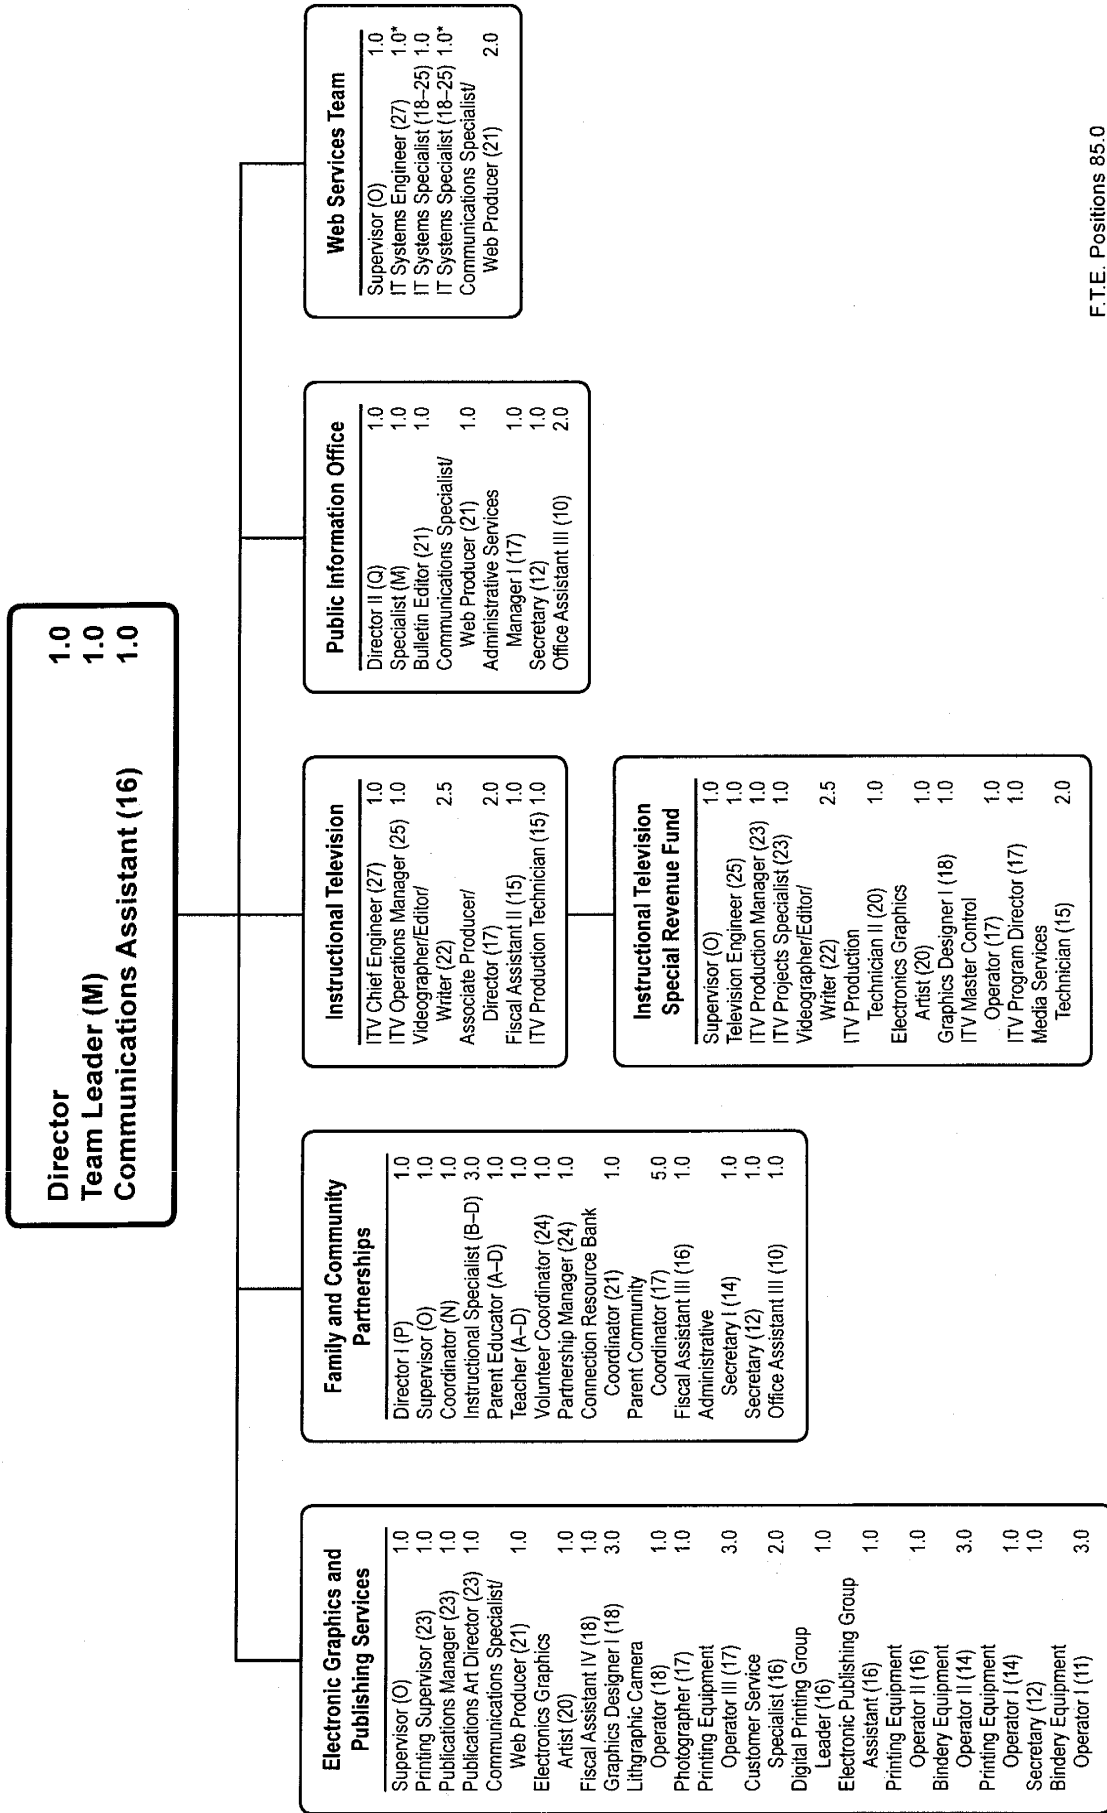 Director 1.0
Team Leader (M) 1.0
Communications Assistant (16) 1.0
Electronic Graphics and
Publishing Services
Supervisor (O) 1.0
Printing Supervisor (23) 1.0
Publications Manager (23) 1.0
Publications Art Director (23) 1.0
Communications Specialist/
Web Producer (21) 1.0
Electronics Graphics
Artist (20) 1.0
Fiscal Assistant IV (18) 1.0
Graphics Designer I (18) 3.0
Lithgraphic Camera
Operator (18) 1.0
Photographer (17) 1.0
Printing Equipment
Operator III (17) 3.0
Customer Service
Specialist (16) 2.0
Digital Printing Group
Leader (16) 1.0
Electronic Publishing Group
Assistant (16) 1.0
Printing Equipment
Operator II (16) 1.0
Bindery Equipment
Operator II (14) 3.0
Printing Equipment
Operator I (14) 1.0
Secretary (12) 1.0
Bindery Equipment
Operator I (11) 3.0
Family and Community
Partnerships
Director I (P) 1.0
Supervisor (O) 1.0
Coordinator (N) 1.0
Instructional Specialist (B–D) 3.0
Parent Educator (A–D) 1.0
Teacher (A–D) 1.0
Volunteer Coordinator (24) 1.0
Partnership Manager (24) 1.0
Connection Resource Bank
Coordinator (21) 1.0
Parent Community
Coordinator (17) 5.0
Fiscal Assistant III (16) 1.0
Administrative
Secretary I (14) 1.0
Secretary (12) 1.0
Office Assistant III (10) 1.0
Instructional Television
ITV Chief Engineer (27) 1.0
ITV Operations Manager (25) 1.0
Videographer/Editor/
Writer (22) 2.5
Associate Producer/
Director (17) 2.0
Fiscal Assistant II (15) 1.0
ITV Production Technician (15) 1.0
Instructional Television
Special Revenue Fund
Supervisor (O) 1.0
Television Engineer (25) 1.0
ITV Production Manager (23) 1.0
ITV Projects Specialist (23) 1.0
Videographer/Editor/
Writer (22) 2.5
ITV Production
Technician II (20) 1.0
Electronics Graphics
Artist (20) 1.0
Graphics Designer I (18) 1.0
ITV Master Control
Operator (17) 1.0
ITV Program Director (17) 1.0
Media Services
Technician (15) 2.0
Public Information Office
Director II (Q) 1.0
Specialist (M) 1.0
Bulletin Editor (21) 1.0
Communications Specialist/
Web Producer (21) 1.0
Administrative Services
Manager I (17) 1.0
Secretary (12) 1.0
Office Assistant III (10) 2.0
Web Services Team
Supervisor (O) 1.0
IT Systems Engineer (27) 1.0*
IT Systems Specialist (18–25) 1.0
IT Systems Specialist (18–25) 1.0*
Communications Specialist/
Web Producer (21) 2.0
F.T.E. Positions 85.0